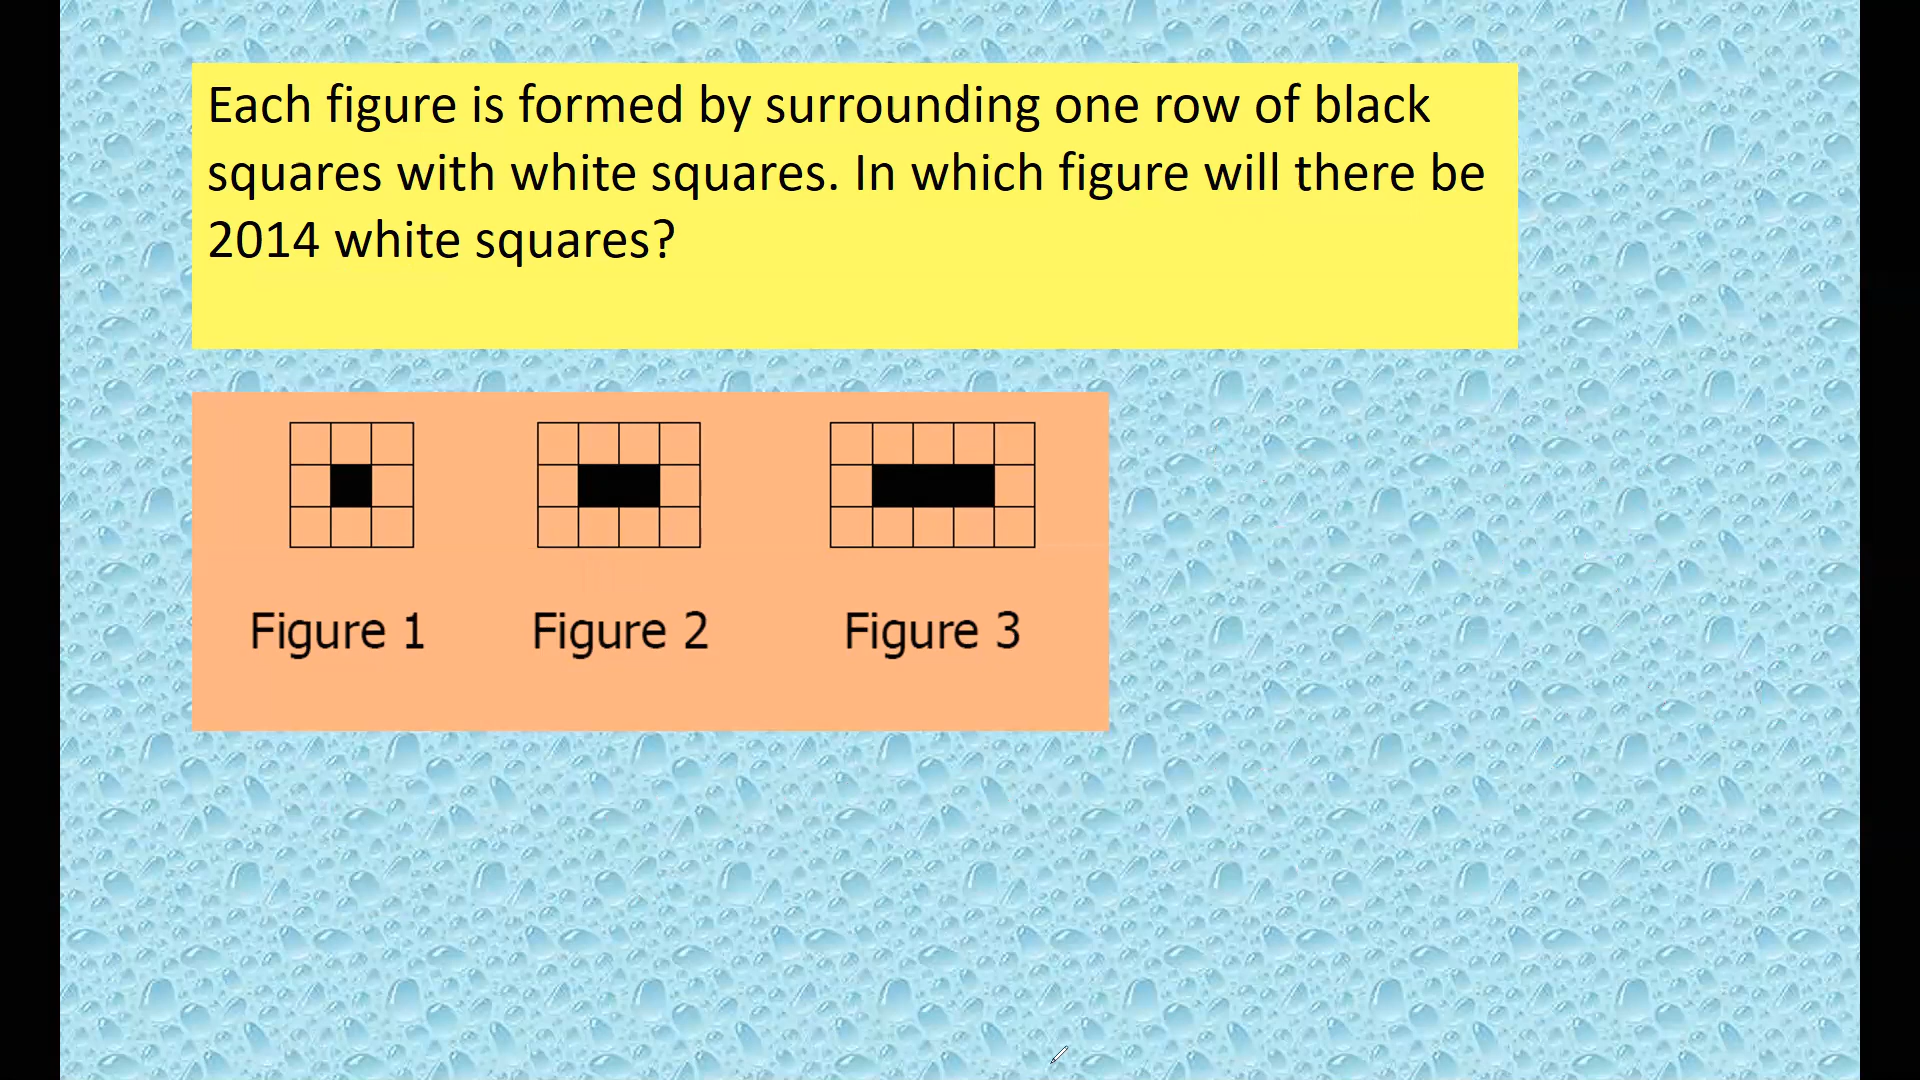 Each figure is formed by surrounding one row of black
squares with white squares. In which figure will there be
2014 white squares?
Figure 1
Figure 2
Figure 3